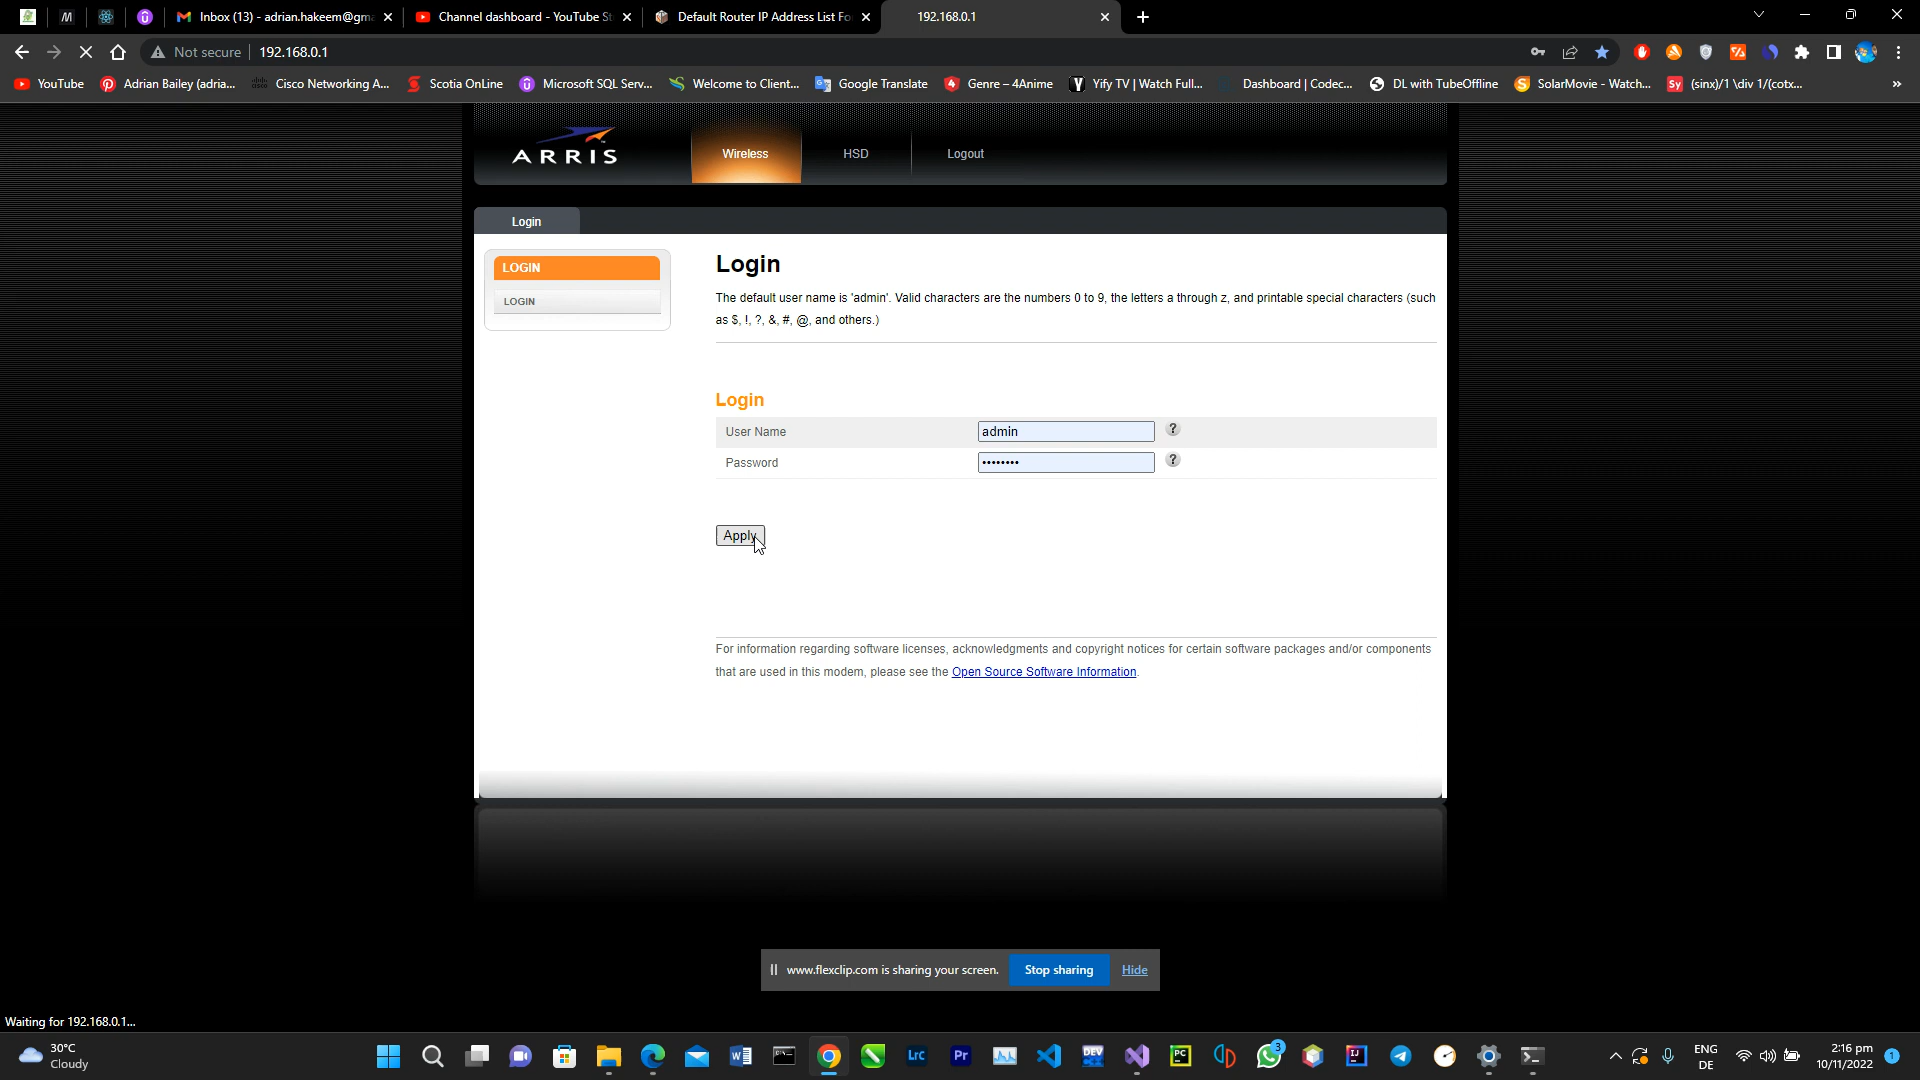 Inbox (13) - adrian.hakeem@gma
Channel dashboard - YouTube St
Default Router IP Address List Fo
192.168.0.1
Not secure
192.168.0.1
YouTube
Adrian Bailey (adria...
Cisco Networking A...
Scotia OnLine
Microsoft SQL Serv...
Welcome to Client...
Google Translate
Genre – 4Anime
Yify TV | Watch Full...
Dashboard | Codec...
DL with TubeOffline
SolarMovie - Watch...
(sinx)/1 \div 1/(cotx...
»
ARRIS
Wireless
HSD
Logout
Login
LOGIN
LOGIN
Login
The default user name is 'admin'. Valid characters are the numbers 0 to 9, the letters a through z, and printable special characters (such
as $, !, ?, &, #, @, and others.)
Login
User Name
admin
?
Password
••••••••
?
Apply
For information regarding software licenses, acknowledgments and copyright notices for certain software packages and/or components
that are used in this modem, please see the Open Source Software Information.
www.flexclip.com is sharing your screen.
Stop sharing
Hide
Waiting for 192.168.0.1...
30°C
Cloudy
Lrc
Pr
DEV
PC
3
IJ
ENG
DE
2:16 pm
10/11/2022
1